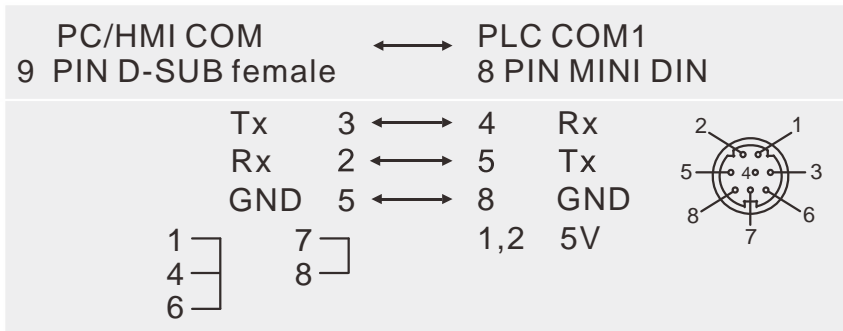 PC/HMI COM ↔ PLC COM1
9 PIN D-SUB female 8 PIN MINI DIN
Tx 3 ↔ 4 Rx
Rx 2 ↔ 5 Tx
GND 5 ↔ 8 GND
1 7 1,2 5V
4 8
6
2 1
5 4 3
8 6
7